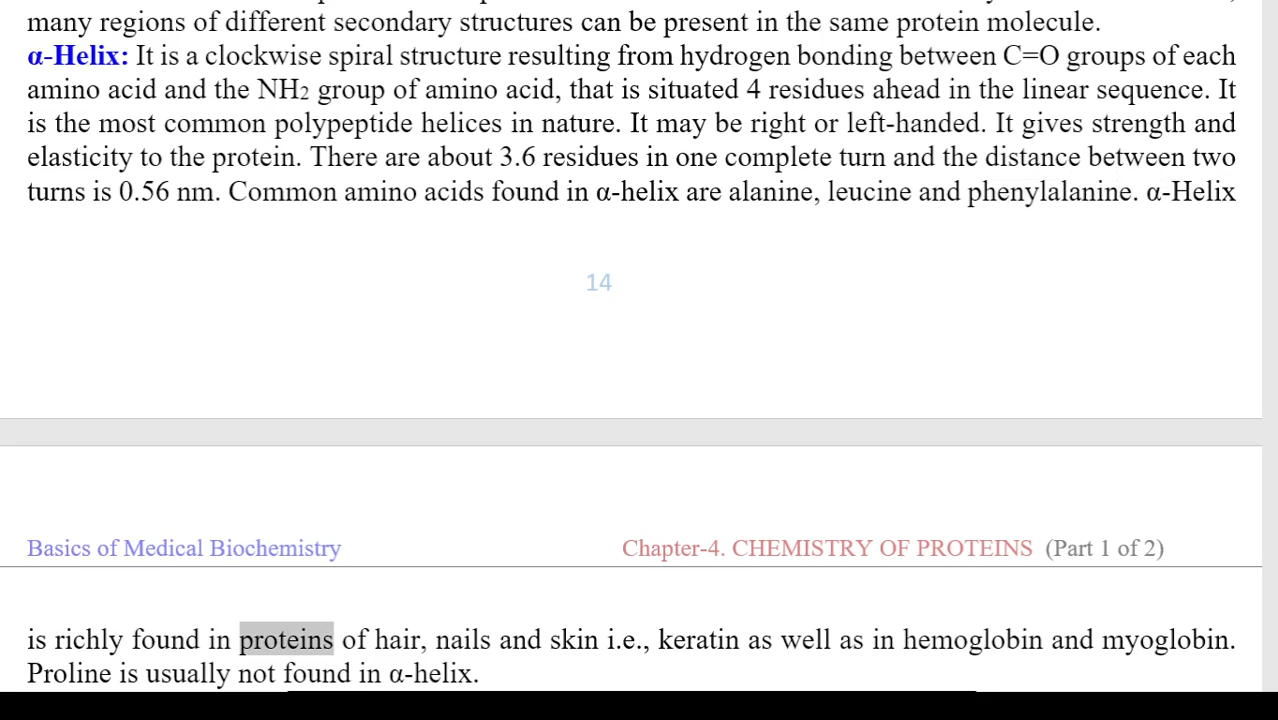 many regions of different secondary structures can be present in the same protein molecule.
α-Helix: It is a clockwise spiral structure resulting from hydrogen bonding between C=O groups of each
amino acid and the NH2 group of amino acid, that is situated 4 residues ahead in the linear sequence. It
is the most common polypeptide helices in nature. It may be right or left-handed. It gives strength and
elasticity to the protein. There are about 3.6 residues in one complete turn and the distance between two
turns is 0.56 nm. Common amino acids found in α-helix are alanine, leucine and phenylalanine. α-Helix
14
Basics of Medical Biochemistry Chapter-4. CHEMISTRY OF PROTEINS (Part 1 of 2)
is richly found in proteins of hair, nails and skin i.e., keratin as well as in hemoglobin and myoglobin.
Proline is usually not found in α-helix.